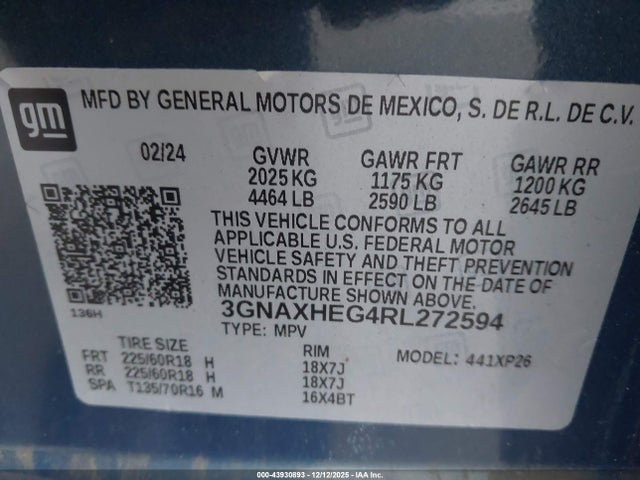 gm
MFD BY GENERAL MOTORS DE MEXICO, S. DE R.L. DE C.V.
02/24 GVWR GAWR FRT GAWR RR
2025 KG 1175 KG 1200 KG
4464 LB 2590 LB 2645 LB
THIS VEHICLE CONFORMS TO ALL
APPLICABLE U.S. FEDERAL MOTOR
VEHICLE SAFETY AND THEFT PREVENTION
STANDARDS IN EFFECT ON THE DATE OF
MANUFACTURE SHOWN ABOVE.
136H 3GNAXHEG4RL272594
TYPE: MPV
TIRE SIZE RIM MODEL: 441XP26
FRT 225/60R18 H 18X7J
RR 225/60R18 H 18X7J
SPA T135/70R16 M 16X4BT
000-43930893 - 12/12/2025 - IAA Inc.